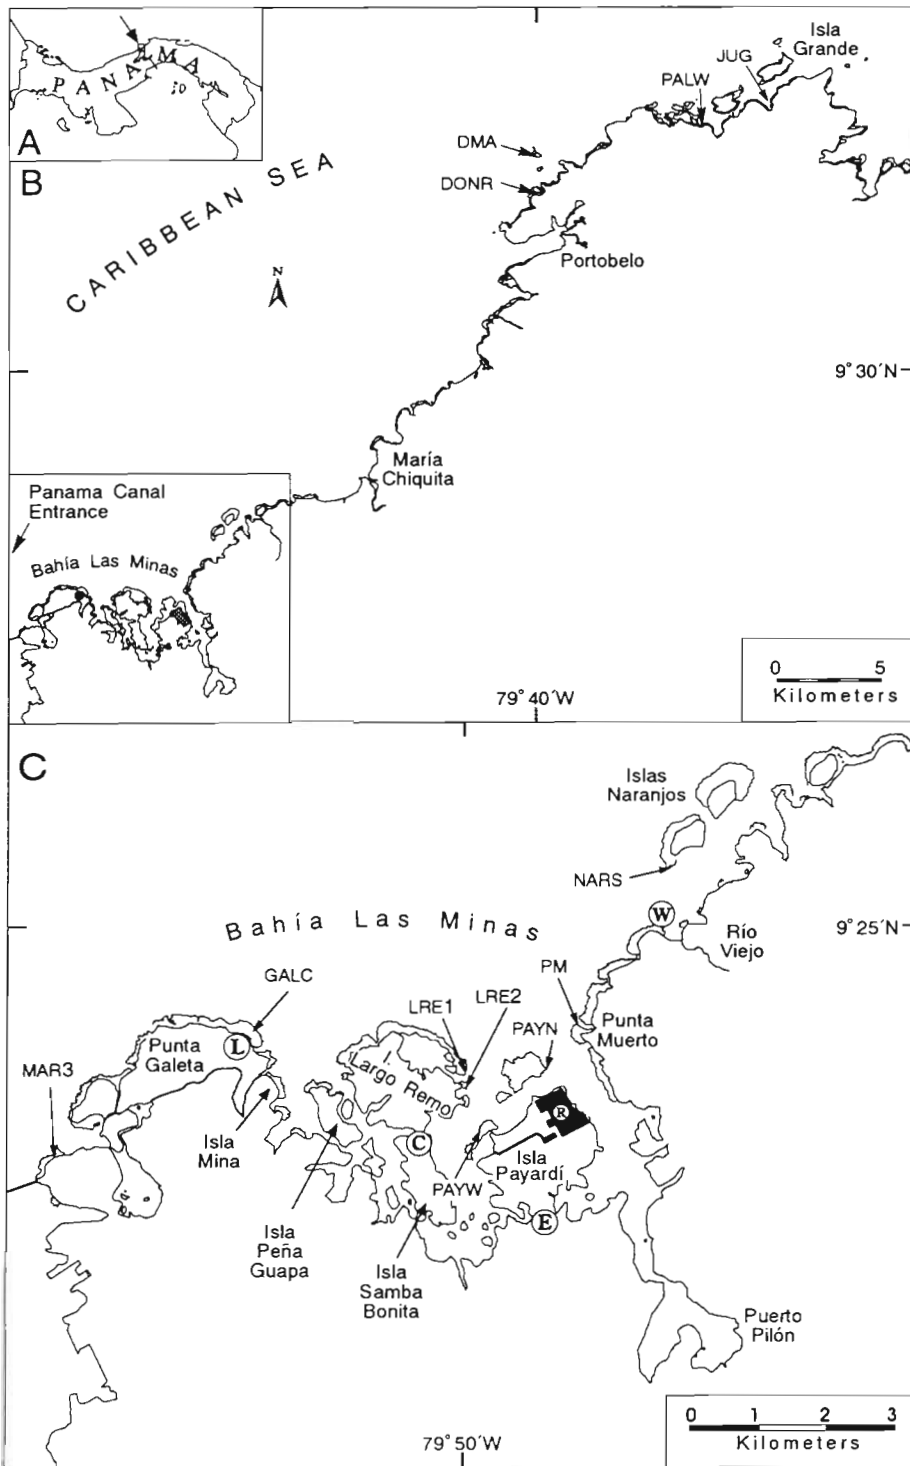 PANAMA
A
B
CARIBBEAN SEA
N
Isla
Grande
JUG
PALW
DMA
DONR
Portobelo
9°30′N
María
Chiquita
Panama Canal
Entrance
Bahía Las Minas
0 5
Kilometers
79°40′W
C
Islas
Naranjos
NARS
W
Bahía Las Minas
9°25′N
Río
Viejo
GALC
PM
LRE1
LRE2
PAYN
Punta
Muerto
L
Punta
Galeta
I.
Largo Remo
MAR3
R
Isla
Mina
C
Isla
Payardí
PAYW
E
Isla
Peña
Guapa
Isla
Samba
Bonita
Puerto
Pilón
0 1 2 3
Kilometers
79°50′W